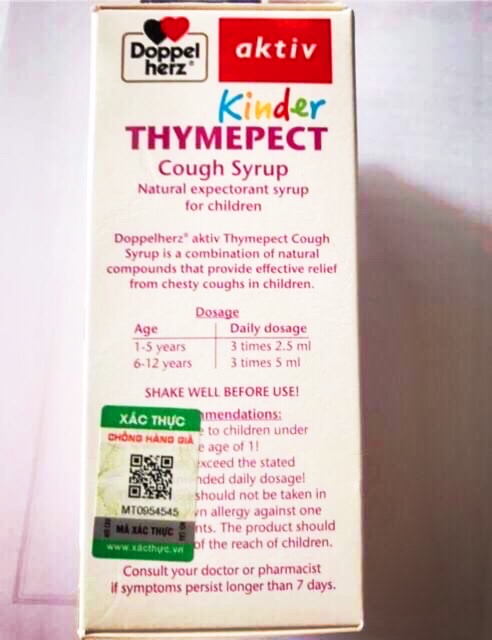 Doppel
herz®
aktiv
Kinder
THYMEPECT
Cough Syrup
Natural expectorant syrup
for children
Doppelherz® aktiv Thymepect Cough
Syrup is a combination of natural
compounds that provide effective relief
from chesty coughs in children.
Dosage
Age Daily dosage
1-5 years 3 times 2.5 ml
6-12 years 3 times 5 ml
SHAKE WELL BEFORE USE!
mmendations:
e to children under
e age of 1!
exceed the stated
nded daily dosage!
should not be taken in
n allergy against one
nts. The product should
of the reach of children.
XÁC THỰC
CHỐNG HÀNG GIẢ
MT0954545
MÃ XÁC THỰC
www.xácthực.vn
Consult your doctor or pharmacist
if symptoms persist longer than 7 days.